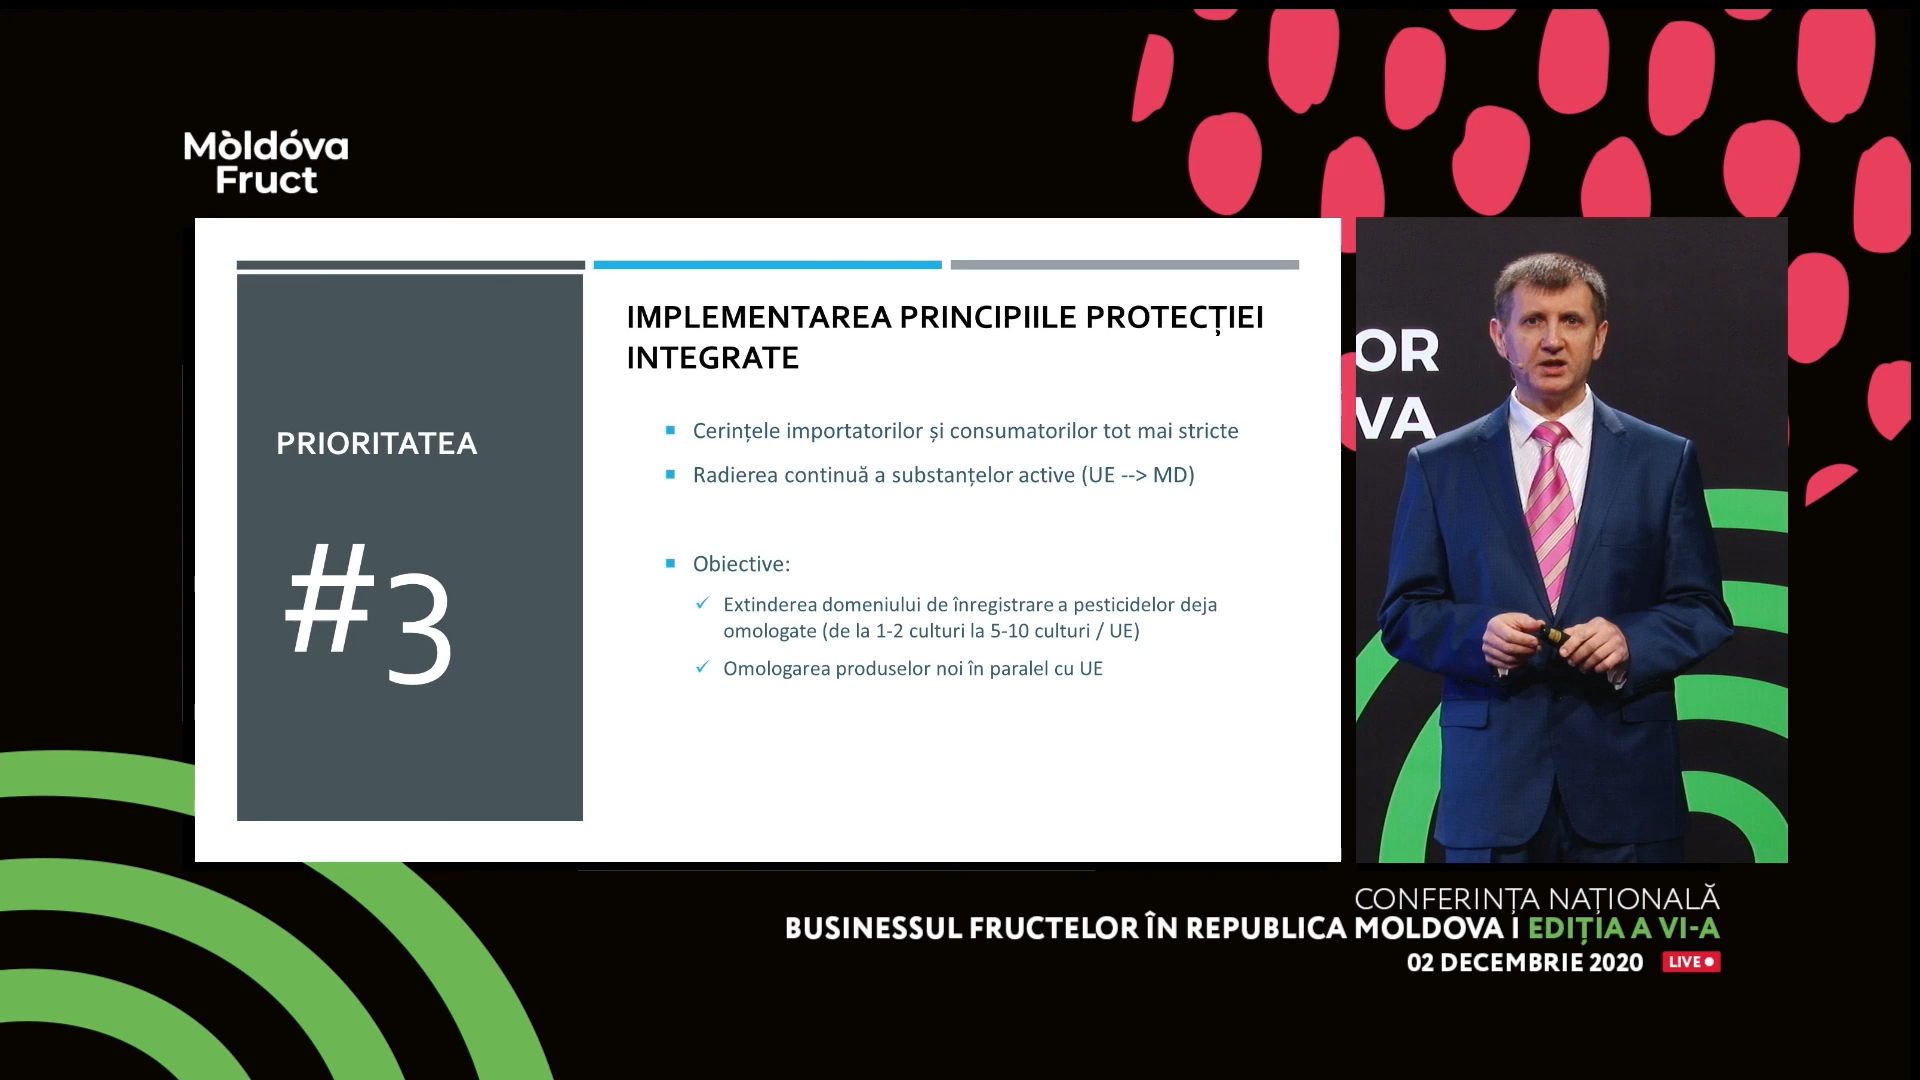 Mòldóva
Fruct
PRIORITATEA
#3
IMPLEMENTAREA PRINCIPIILE PROTECȚIEI
INTEGRATE
Cerințele importatorilor și consumatorilor tot mai stricte
Radierea continuă a substanțelor active (UE --> MD)
Obiective:
Extinderea domeniului de înregistrare a pesticidelor deja
omologate (de la 1-2 culturi la 5-10 culturi / UE)
Omologarea produselor noi în paralel cu UE
OR
VA
CONFERINȚA NAȚIONALĂ
BUSINESSUL FRUCTELOR ÎN REPUBLICA MOLDOVA I EDIȚIA A VI-A
02 DECEMBRIE 2020 LIVE